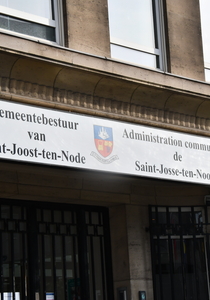 emeentebestuur
van
nt-Joost-ten-Node
Administration commu
de
Saint-Josse-ten-Noo